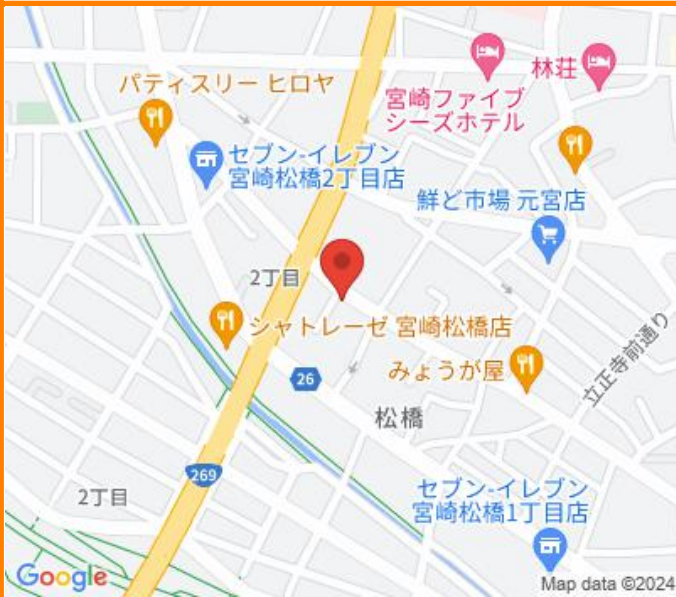 パティスリー ヒロヤ
宮崎ファイブ
シーズホテル
林荘
セブン-イレブン
宮崎松橋2丁目店
鮮ど市場 元宮店
2丁目
シャトレーゼ 宮崎松橋店
みょうが屋
立正寺前通り
26
松橋
269
2丁目
セブン-イレブン
宮崎松橋1丁目店
Google
Map data ©2024